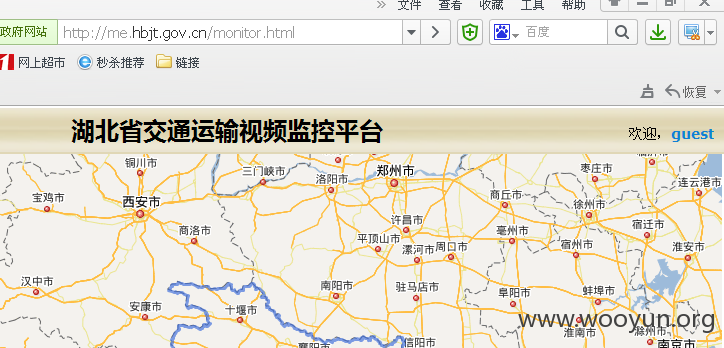 » 文件 查看 收藏 工具 帮助
政府网站 http://me.hbjt.gov.cn/monitor.html 百度
网上超市 秒杀推荐 链接
恢复
湖北省交通运输视频监控平台 欢迎，guest
铜川市 三门峡市 洛阳市 郑州市 枣庄市 连云港市
宝鸡市 西安市 商丘市 徐州市
商洛市 许昌市 亳州市 宿迁市
平顶山市 漯河市 周口市 宿州市 淮安市
汉中市 南阳市 驻马店市 阜阳市 蚌埠市
安康市 十堰市 信阳市 淮南市 滁州市
襄阳市 南京市
www.wooyun.org